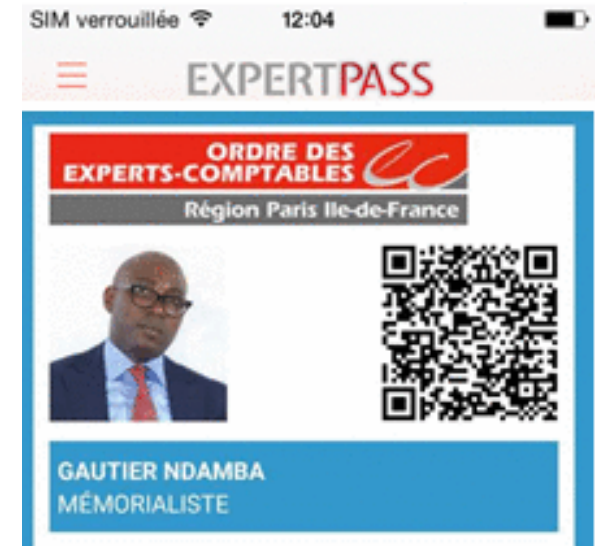 SIM verrouillée 12:04
EXPERTPASS
ORDRE DES
EXPERTS-COMPTABLES
Région Paris Ile-de-France
GAUTIER NDAMBA
MÉMORIALISTE